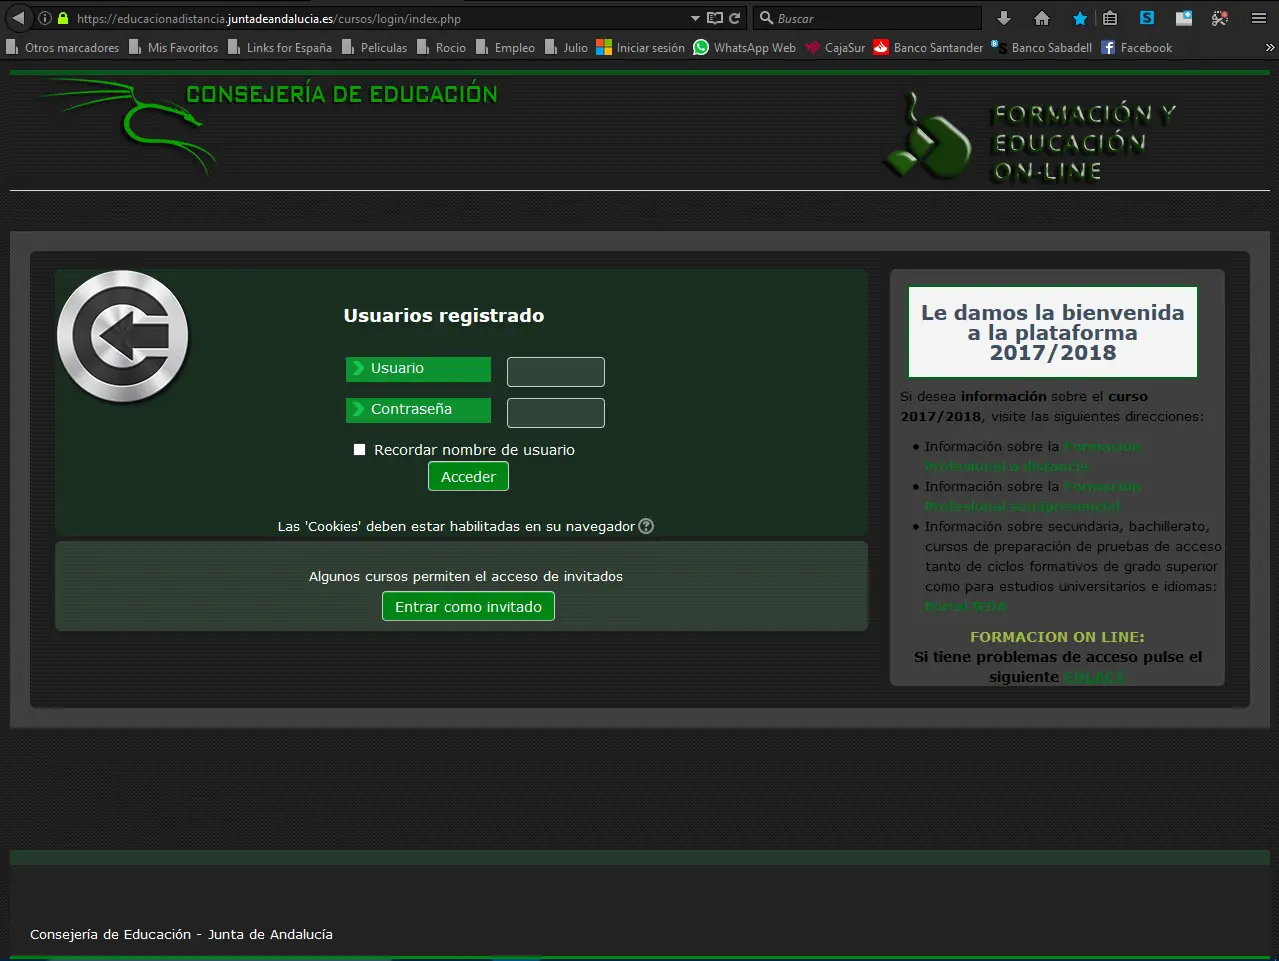 https://educacionadistancia.juntadeandalucia.es/cursos/login/index.php
Buscar
Otros marcadores
Mis Favoritos
Links for España
Peliculas
Rocio
Empleo
Julio
Iniciar sesión
WhatsApp Web
CajaSur
Banco Santander
Banco Sabadell
Facebook
CONSEJERÍA DE EDUCACIÓN
FORMACIÓN Y
EDUCACIÓN
ON-LINE
Usuarios registrado
Usuario
Contraseña
Recordar nombre de usuario
Acceder
Las 'Cookies' deben estar habilitadas en su navegador
Algunos cursos permiten el acceso de invitados
Entrar como invitado
Le damos la bienvenida
a la plataforma
2017/2018
Si desea información sobre el curso
2017/2018, visite las siguientes direcciones:
Información sobre la Formación
Profesional a distancia.
Información sobre la Formación
Profesional semipresencial
Información sobre secundaria, bachillerato,
cursos de preparación de pruebas de acceso
tanto de ciclos formativos de grado superior
como para estudios universitarios e idiomas:
Portal IEDA
FORMACION ON LINE:
Si tiene problemas de acceso pulse el
siguiente ENLACE
Consejería de Educación - Junta de Andalucía